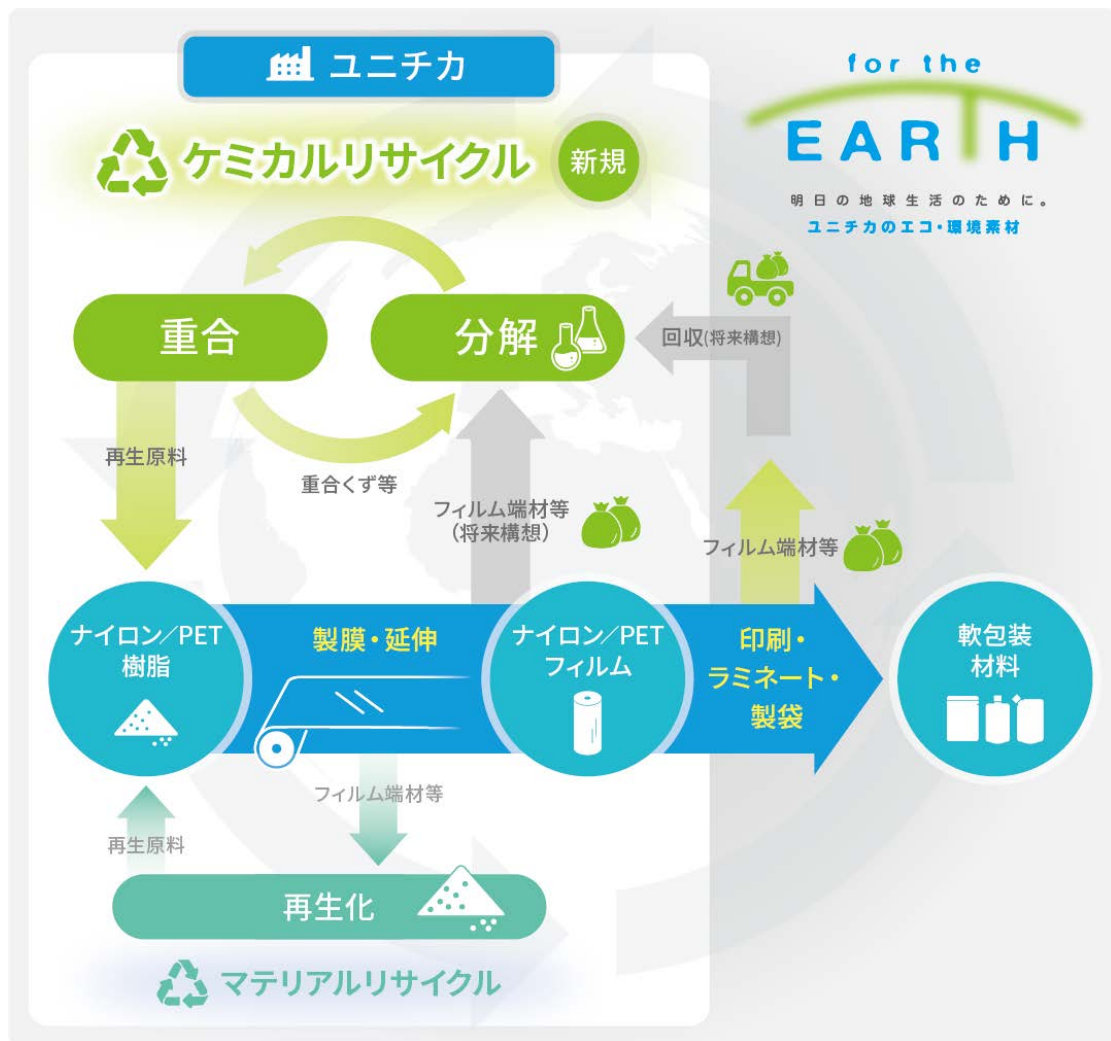 ユニチカ
for the
EARTH
明日の地球生活のために。
ユニチカのエコ・環境素材
ケミカルリサイクル
新規
重合
分解
回収(将来構想)
再生原料
重合くず等
フィルム端材等
(将来構想)
フィルム端材等
ナイロン/PET
樹脂
製膜・延伸
ナイロン/PET
フィルム
印刷・
ラミネート・
製袋
軟包装
材料
フィルム端材等
再生原料
再生化
マテリアルリサイクル